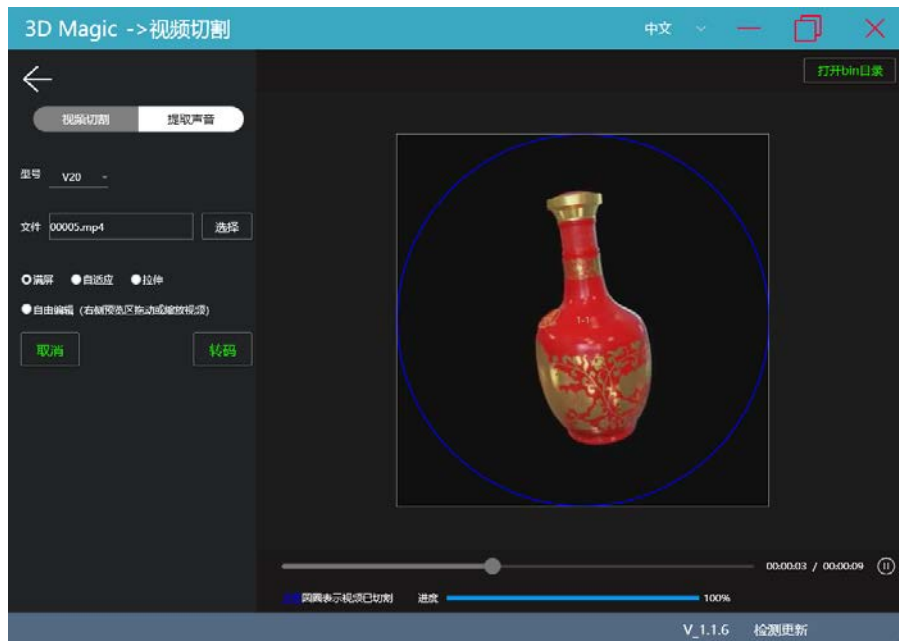 3D Magic ->视频切割
中文
打开bin目录
视频切割
提取声音
型号 V20
文件 00005.mp4 选择
满屏 自适应 拉伸
自由编辑 (右侧预览区拖动或缩放视频)
取消 转码
1-16
00:00:03 / 00:00:09
圆圈表示视频已切割 进度 100%
V_1.1.6 检测更新